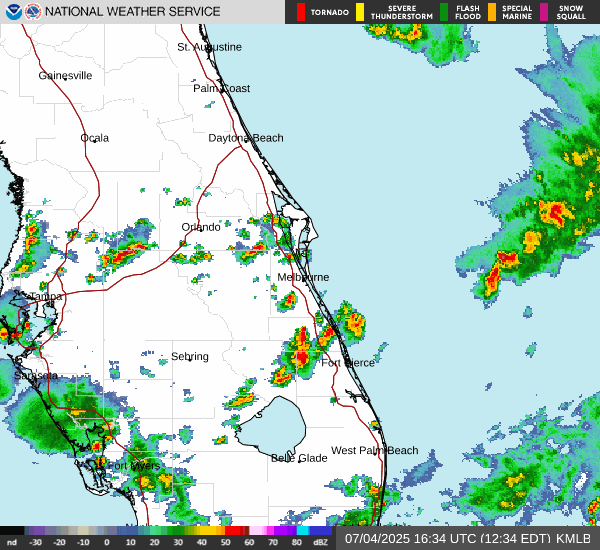 NATIONAL WEATHER SERVICE
TORNADO
SEVERE THUNDERSTORM
FLASH FLOOD
SPECIAL MARINE
SNOW SQUALL
St. Augustine
Gainesville
Palm Coast
Ocala
Daytona Beach
Orlando
Melbourne
Tampa
Sebring
Fort Pierce
Sarasota
West Palm Beach
Belle Glade
Fort Myers
nd -30 -20 -10 0 10 20 30 40 50 60 70 80 dBZ
07/04/2025 16:34 UTC (12:34 EDT) KMLB